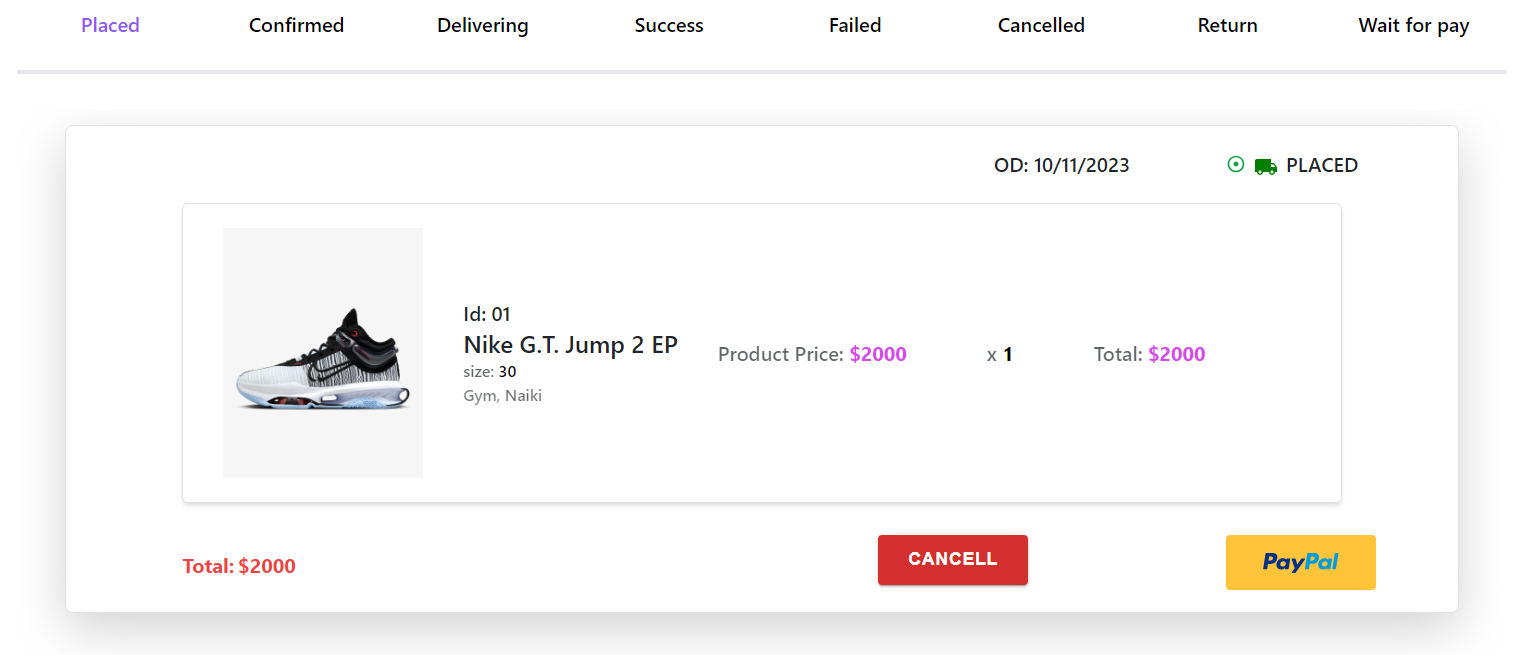 Placed Confirmed Delivering Success Failed Cancelled Return Wait for pay
OD: 10/11/2023 PLACED
Id: 01
Nike G.T. Jump 2 EP
size: 30
Gym, Naiki
Product Price: $2000 x 1 Total: $2000
Total: $2000
CANCELL
PayPal